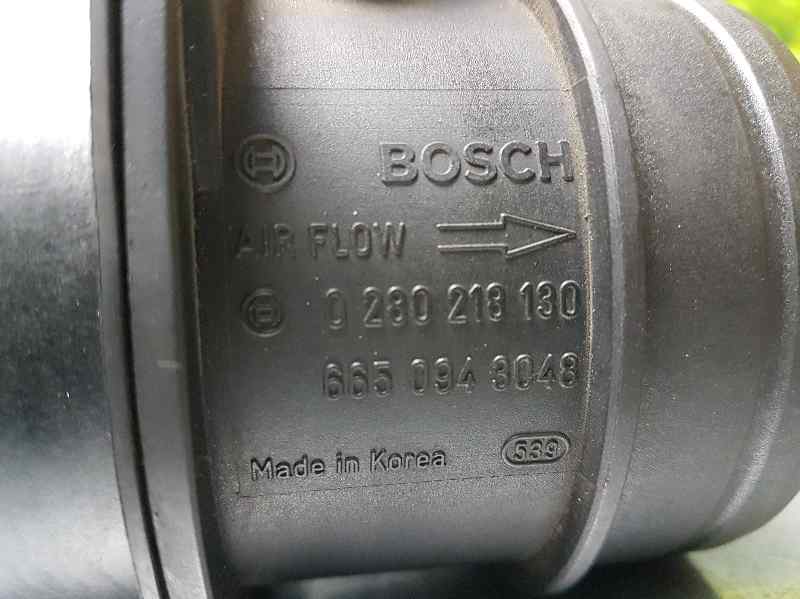 BOSCH
AIR FLOW
0 280 218 130
665 094 3048
Made in Korea 539